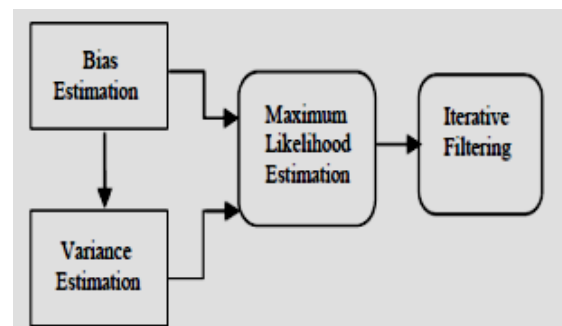 Bias
Estimation
Maximum
Likelihood
Estimation
Iterative
Filtering
Variance
Estimation